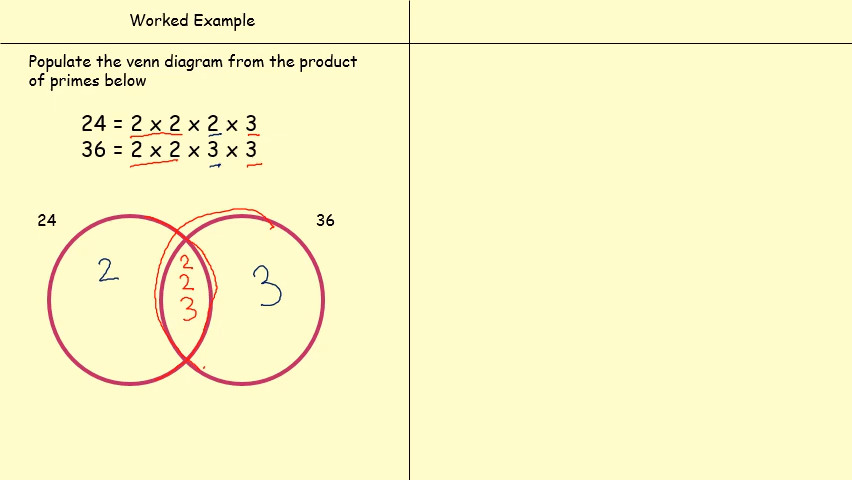 Worked Example
Populate the venn diagram from the product
of primes below
24 = 2 x 2 x 2 x 3
36 = 2 x 2 x 3 x 3
24
36
2
2
2
3
3